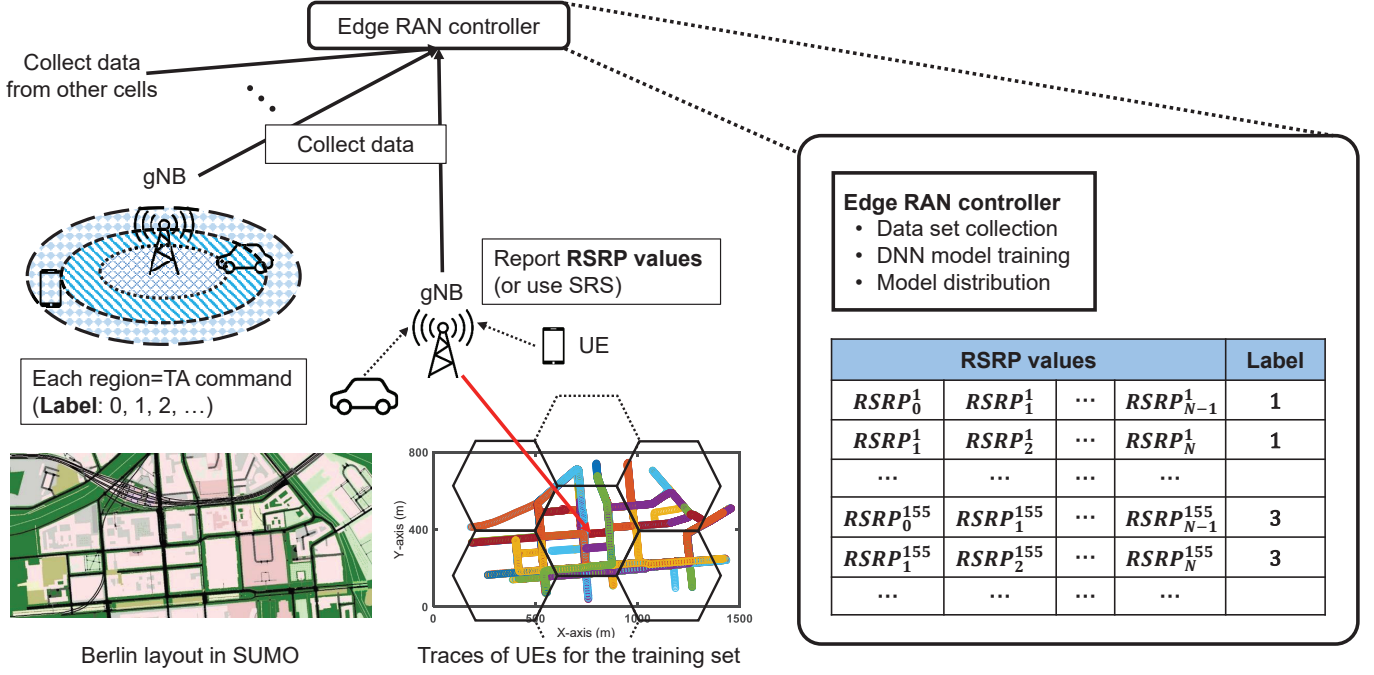 Edge RAN controller
Collect data
from other cells
Collect data
gNB
Each region=TA command
(Label: 0, 1, 2, …)
Report RSRP values
(or use SRS)
gNB
UE
Berlin layout in SUMO
800
400
0
Y-axis (m)
500
1000
1500
X-axis (m)
Traces of UEs for the training set
Edge RAN controller
• Data set collection
• DNN model training
• Model distribution
RSRP values Label
RSRP_0^1 RSRP_1^1 ⋯ RSRP_{N−1}^1 1
RSRP_1^1 RSRP_2^1 ⋯ RSRP_N^1 1
⋯ ⋯ ⋯ ⋯
RSRP_0^155 RSRP_1^155 ⋯ RSRP_{N−1}^155 3
RSRP_1^155 RSRP_2^155 ⋯ RSRP_N^155 3
⋯ ⋯ ⋯ ⋯